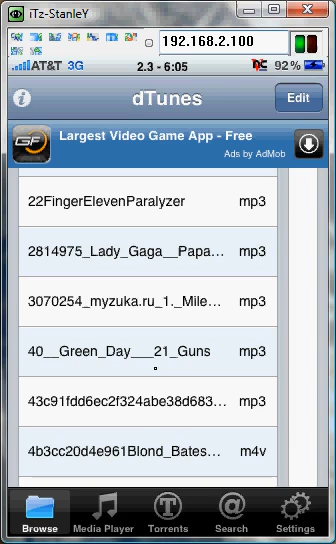 iTz-StanleY
192.168.2.100
AT&T 3G 2.3 - 6:05 92%
dTunes
Edit
GF
Largest Video Game App - Free
Ads by AdMob
22FingerElevenParalyzer mp3
2814975_Lady_Gaga__Papa... mp3
3070254_myzuka.ru_1._Mile... mp3
40__Green_Day___21_Guns mp3
43c91fdd6ec2f324abe38d683... mp3
4b3cc20d4e961Blond_Bates... m4v
Browse Media Player Torrents Search Settings